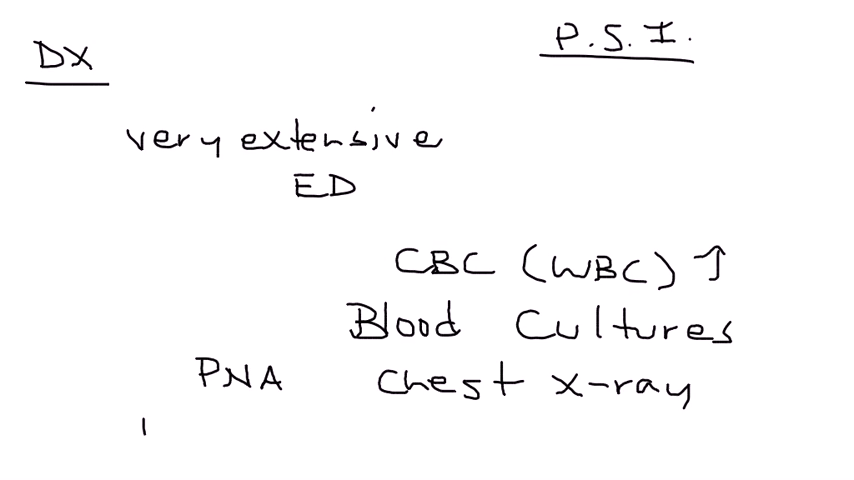 DX
P.S.I.
very extensive
ED
CBC (WBC) ↑
Blood Cultures
PNA chest x-ray